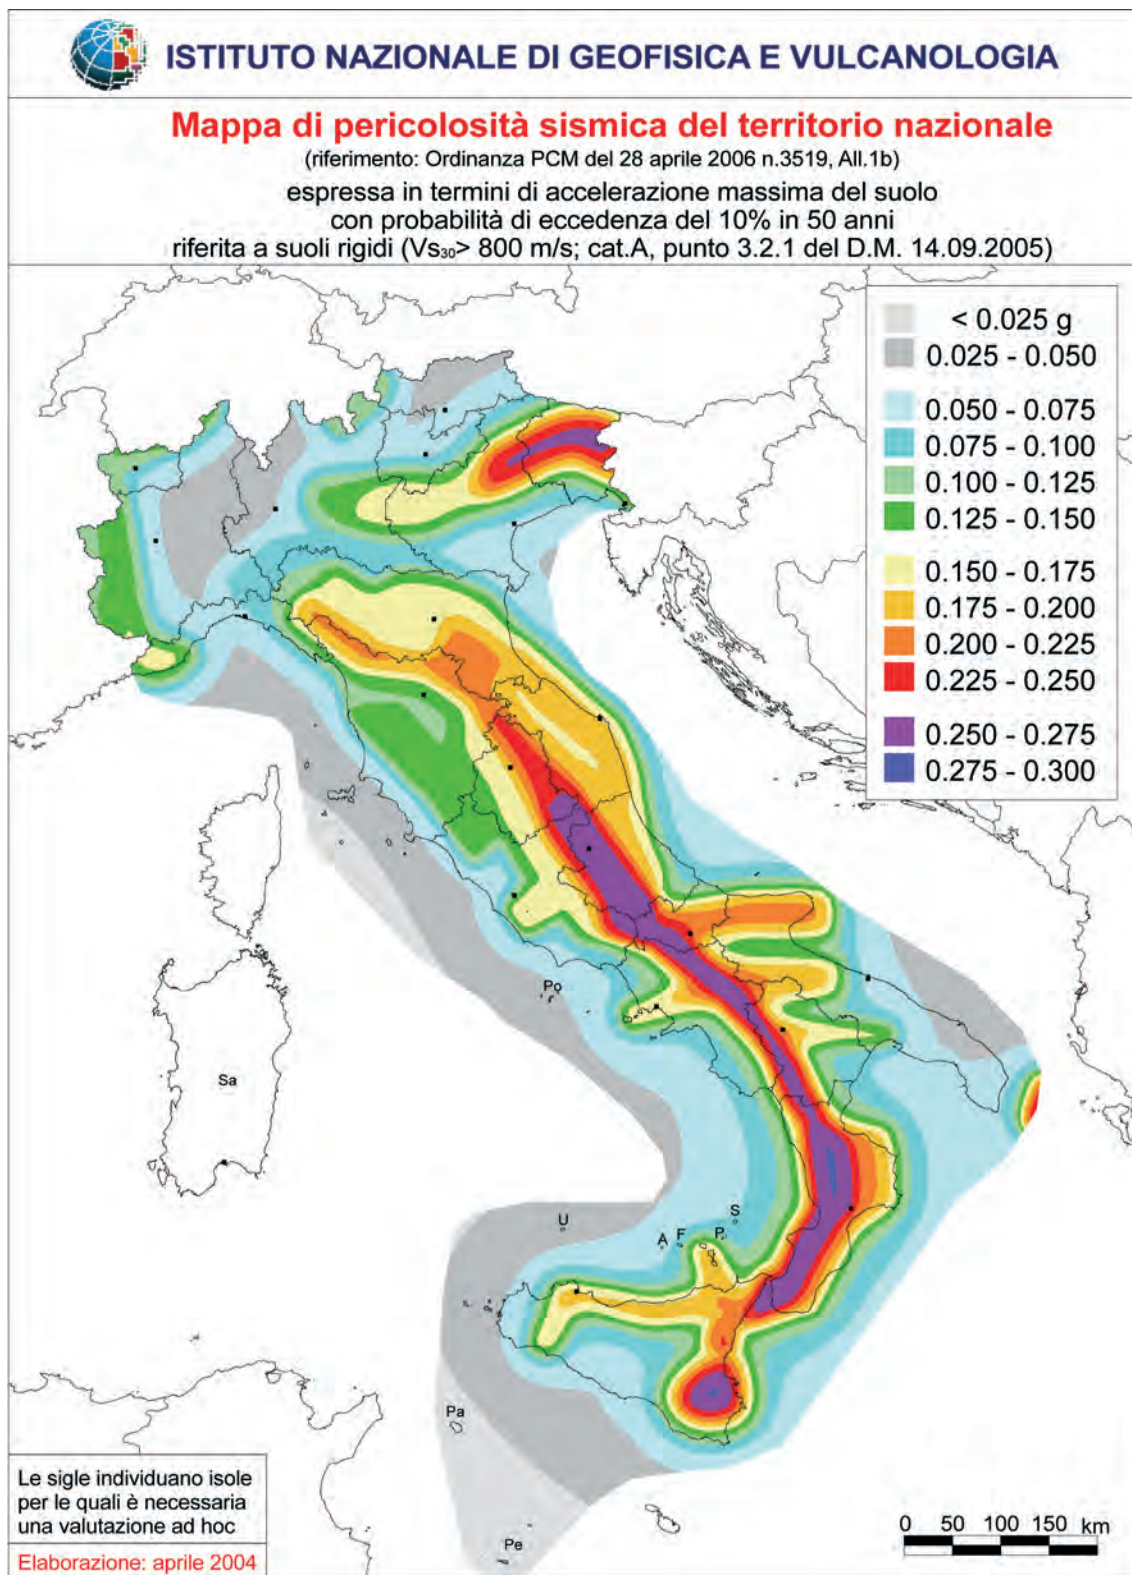 ISTITUTO NAZIONALE DI GEOFISICA E VULCANOLOGIA
Mappa di pericolosità sismica del territorio nazionale
(riferimento: Ordinanza PCM del 28 aprile 2006 n.3519, All.1b)
espressa in termini di accelerazione massima del suolo
con probabilità di eccedenza del 10% in 50 anni
riferita a suoli rigidi (Vs30> 800 m/s; cat.A, punto 3.2.1 del D.M. 14.09.2005)
< 0.025 g
0.025 - 0.050
0.050 - 0.075
0.075 - 0.100
0.100 - 0.125
0.125 - 0.150
0.150 - 0.175
0.175 - 0.200
0.200 - 0.225
0.225 - 0.250
0.250 - 0.275
0.275 - 0.300
Po
Sa
U
S
A
F
P
Pa
Pe
Le sigle individuano isole
per le quali è necessaria
una valutazione ad hoc
Elaborazione: aprile 2004
0 50 100 150 km